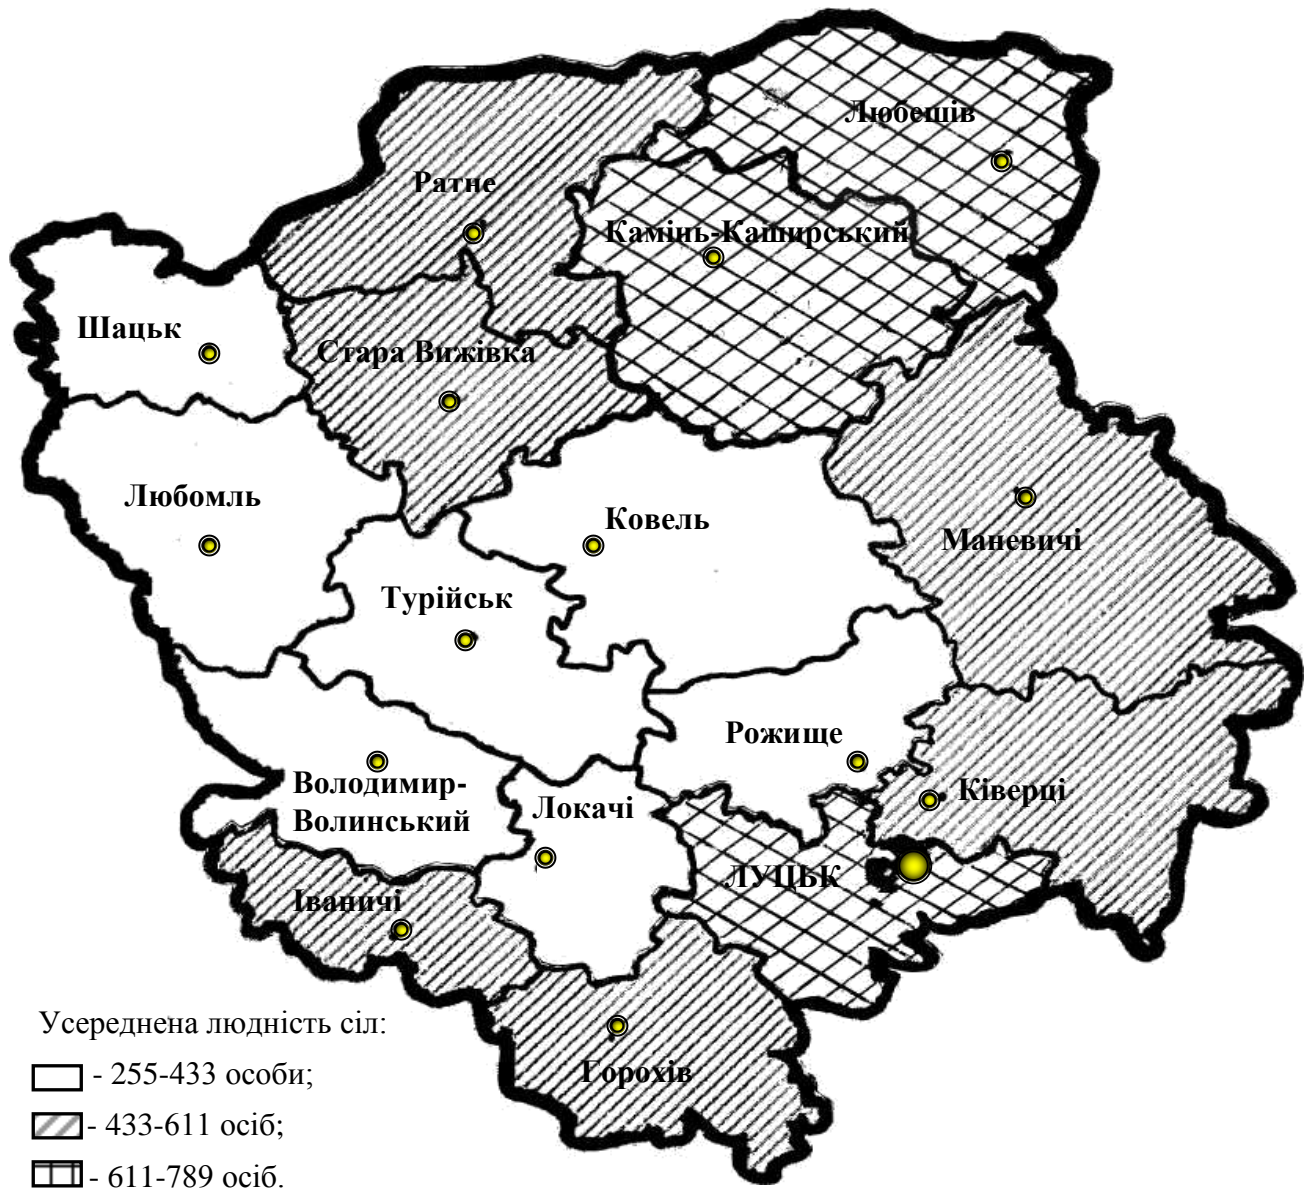 Любешів
Ратне
Камінь-Каширський
Шацьк
Стара Вижівка
Любомль
Ковель
Маневичі
Турійськ
Рожище
Володимир-
Волинський
Локачі
Ківерці
ЛУЦЬК
Іваничі
Горохів
Усереднена людність сіл:
- 255-433 особи;
- 433-611 осіб;
- 611-789 осіб.